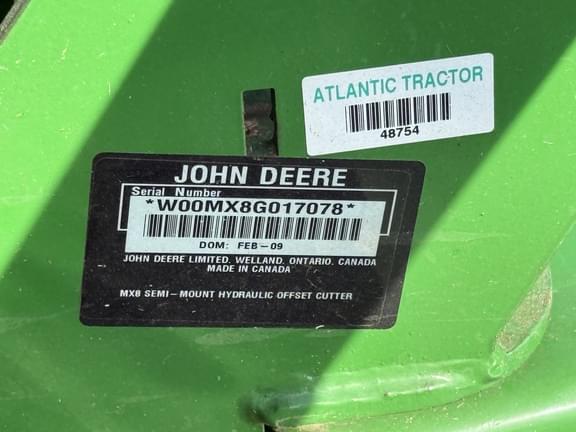 ATLANTIC TRACTOR
48754
JOHN DEERE
Serial Number
*W00MX8G017078*
DOM: FEB-09
JOHN DEERE LIMITED, WELLAND, ONTARIO, CANADA
MADE IN CANADA
MX8 SEMI-MOUNT HYDRAULIC OFFSET CUTTER